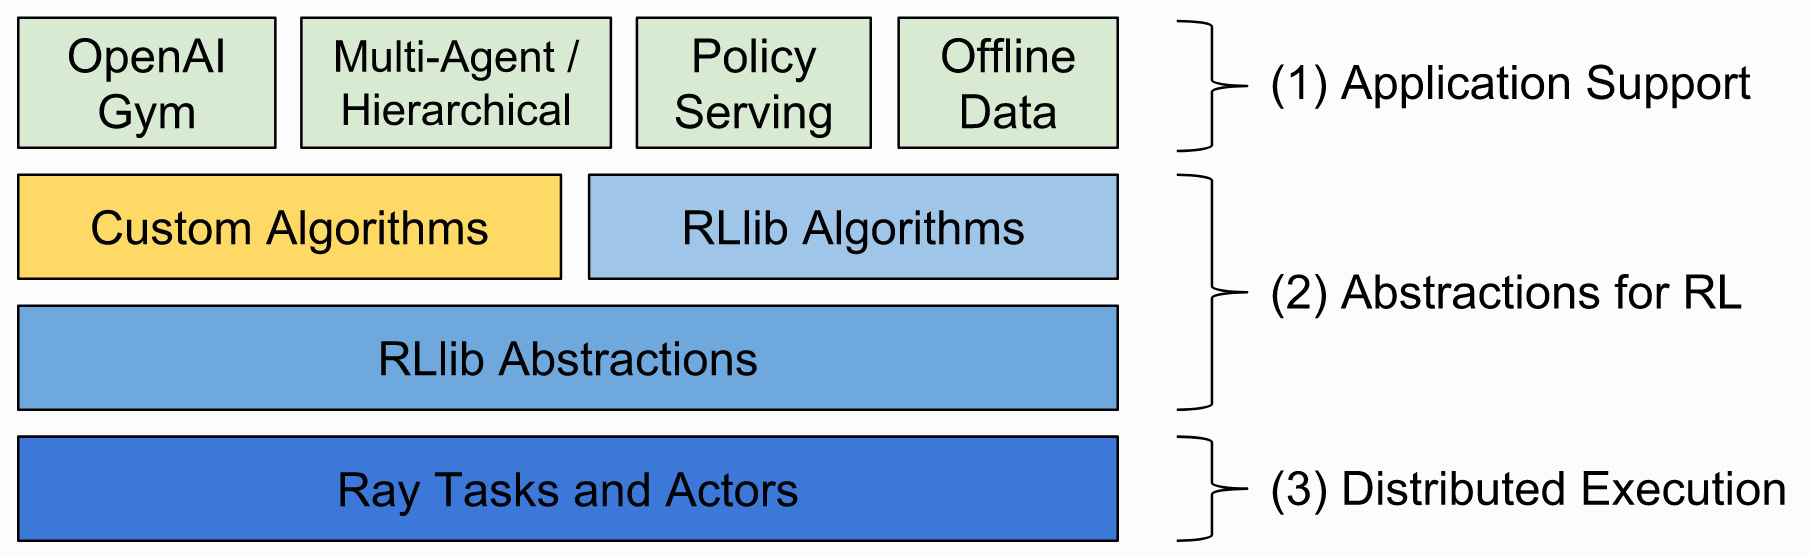 OpenAI
Gym
Multi-Agent /
Hierarchical
Policy
Serving
Offline
Data
(1) Application Support
Custom Algorithms
RLlib Algorithms
(2) Abstractions for RL
RLlib Abstractions
Ray Tasks and Actors
(3) Distributed Execution